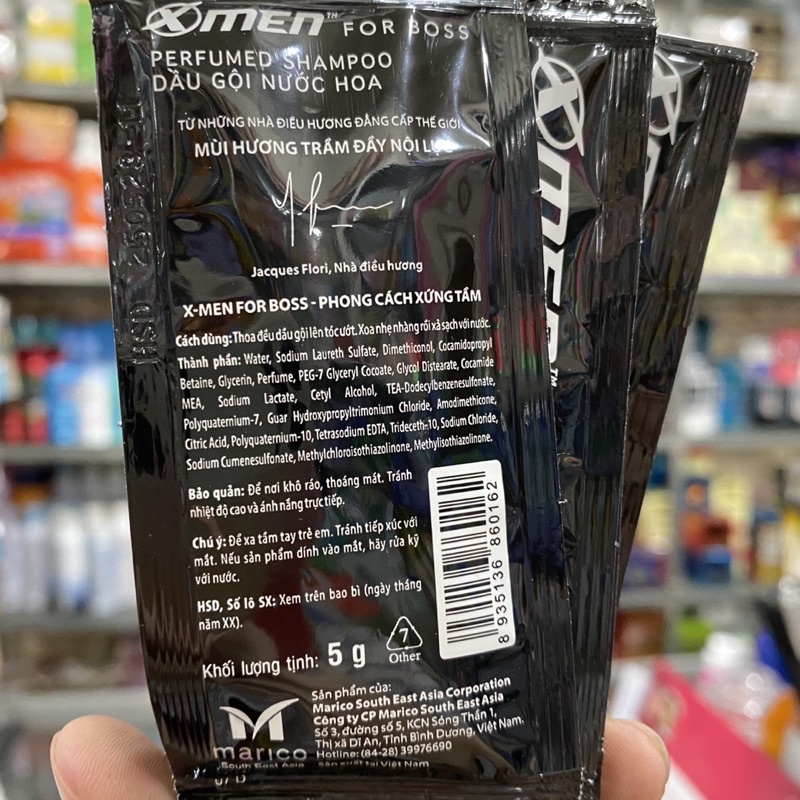 X-MEN™ FOR BOSS
PERFUMED SHAMPOO
DẦU GỘI NƯỚC HOA
TỪ NHỮNG NHÀ ĐIỀU HƯƠNG ĐẲNG CẤP THẾ GIỚI
MÙI HƯƠNG TRẦM ĐẦY NỘI LỰC
Jacques Flori, Nhà điều hương
X-MEN FOR BOSS - PHONG CÁCH XỨNG TẦM
Cách dùng: Thoa đều dầu gội lên tóc ướt. Xoa nhẹ nhàng rồi xả sạch với nước.
Thành phần: Water, Sodium Laureth Sulfate, Dimethiconol, Cocamidopropyl
Betaine, Glycerin, Perfume, PEG-7 Glyceryl Cocoate, Glycol Distearate, Cocamide
MEA, Sodium Lactate, Cetyl Alcohol, TEA-Dodecylbenzenesulfonate,
Polyquaternium-7, Guar Hydroxypropyltrimonium Chloride, Amodimethicone,
Citric Acid, Polyquaternium-10, Tetrasodium EDTA, Trideceth-10, Sodium Chloride,
Sodium Cumenesulfonate, Methylchloroisothiazolinone, Methylisothiazolinone.
Bảo quản: Để nơi khô ráo, thoáng mát. Tránh
nhiệt độ cao và ánh nắng trực tiếp.
Chú ý: Để xa tầm tay trẻ em. Tránh tiếp xúc với
mắt. Nếu sản phẩm dính vào mắt, hãy rửa kỹ
với nước.
HSD, Số lô SX: Xem trên bao bì (ngày tháng
năm XX).
8 935136 860162
Khối lượng tịnh: 5 g
7
Other
marico
South East Asia
Sản phẩm của:
Marico South East Asia Corporation
Công ty CP Marico South East Asia
Số 3, đường số 5, KCN Sóng Thần 1,
Thị xã Dĩ An, Tỉnh Bình Dương, Việt Nam.
Hotline: (84-28) 39976690
Sản xuất tại Việt Nam
HSD 250528
X-MEN™
X